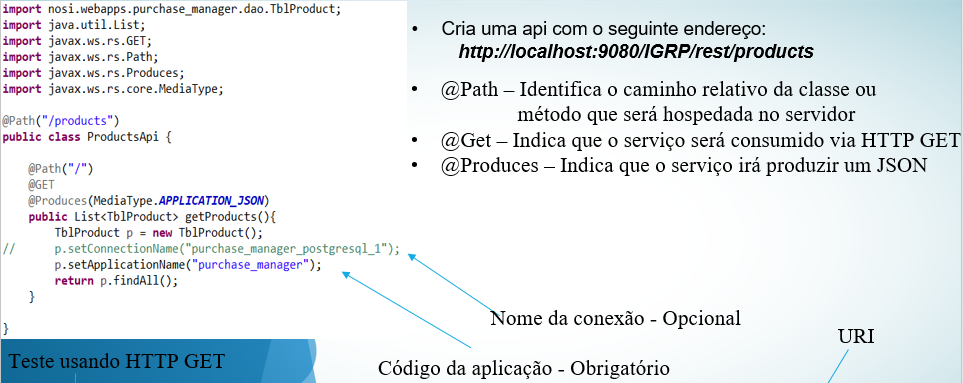 import nosi.webapps.purchase_manager.dao.TblProduct;
import java.util.List;
import javax.ws.rs.GET;
import javax.ws.rs.Path;
import javax.ws.rs.Produces;
import javax.ws.rs.core.MediaType;
@Path("/products")
public class ProductsApi {
@Path("/")
@GET
@Produces(MediaType.APPLICATION_JSON)
public List<TblProduct> getProducts(){
TblProduct p = new TblProduct();
// p.setConnectionName("purchase_manager_postgresql_1");
p.setApplicationName("purchase_manager");
return p.findAll();
}
}
• Cria uma api com o seguinte endereço:
http://localhost:9080/IGRP/rest/products
• @Path – Identifica o caminho relativo da classe ou
método que será hospedada no servidor
• @Get – Indica que o serviço será consumido via HTTP GET
• @Produces – Indica que o serviço irá produzir um JSON
Nome da conexão - Opcional
Código da aplicação - Obrigatório
URI
Teste usando HTTP GET